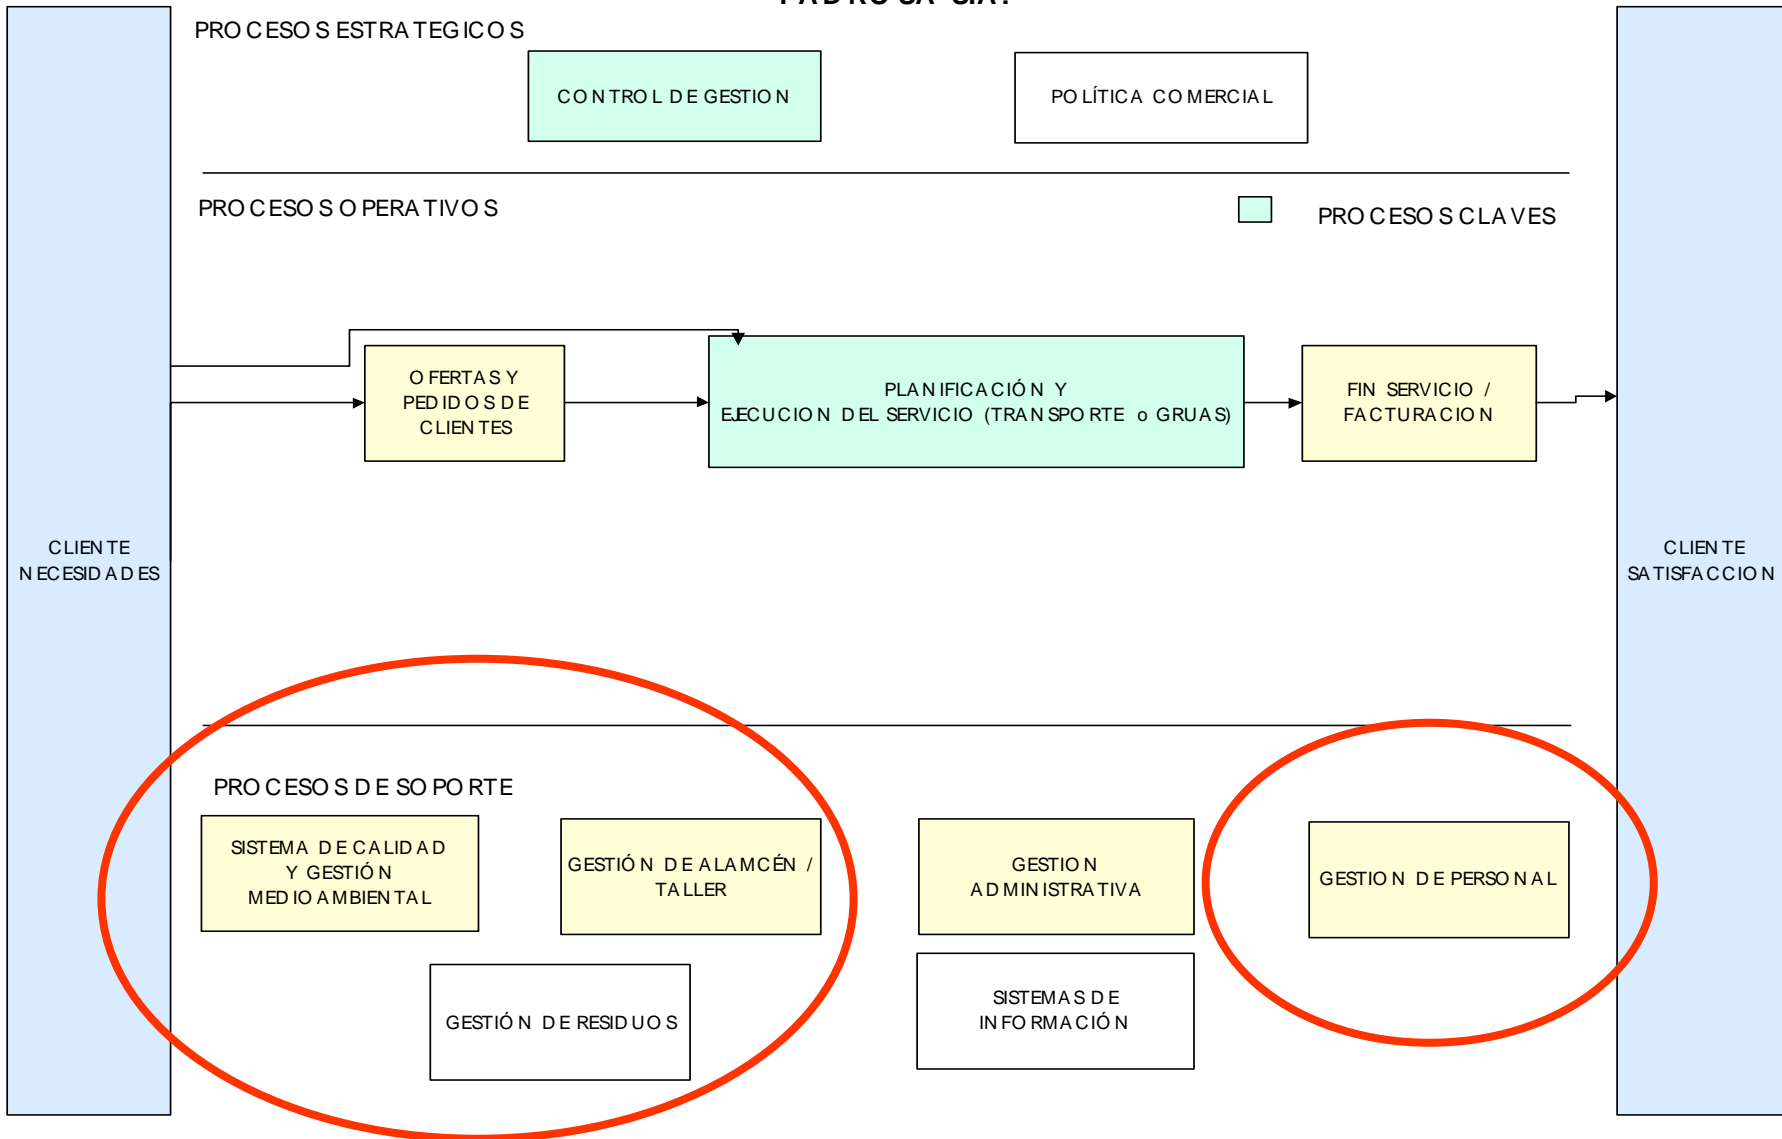 PROCESOS ESTRATEGICOS
CONTROL DE GESTION
POLÍTICA COMERCIAL
PROCESOS OPERATIVOS
PROCESOS CLAVES
OFERTAS Y
PEDIDOS DE
CLIENTES
PLANIFICACIÓN Y
EJECUCION DEL SERVICIO (TRANSPORTE o GRUAS)
FIN SERVICIO /
FACTURACION
CLIENTE
NECESIDADES
CLIENTE
SATISFACCION
PROCESOS DE SOPORTE
SISTEMA DE CALIDAD
Y GESTIÓN
MEDIOAMBIENTAL
GESTIÓN DE ALAMCÉN /
TALLER
GESTION
ADMINISTRATIVA
GESTION DE PERSONAL
GESTIÓN DE RESIDUOS
SISTEMAS DE
INFORMACIÓN